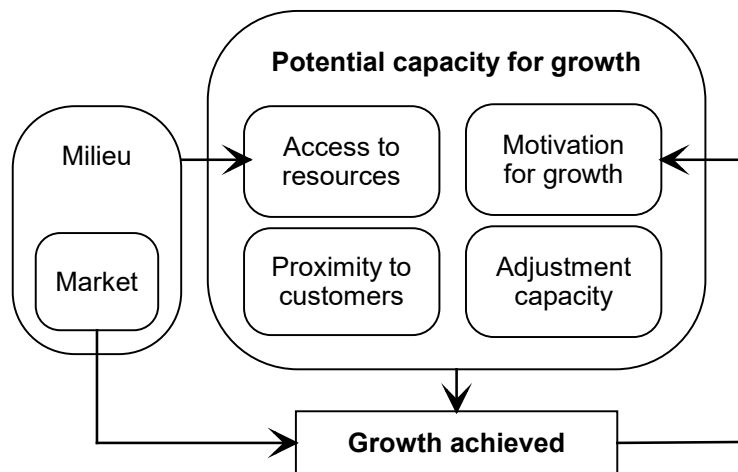 Potential capacity for growth
Milieu
Access to
resources
Motivation
for growth
Market
Proximity to
customers
Adjustment
capacity
Growth achieved